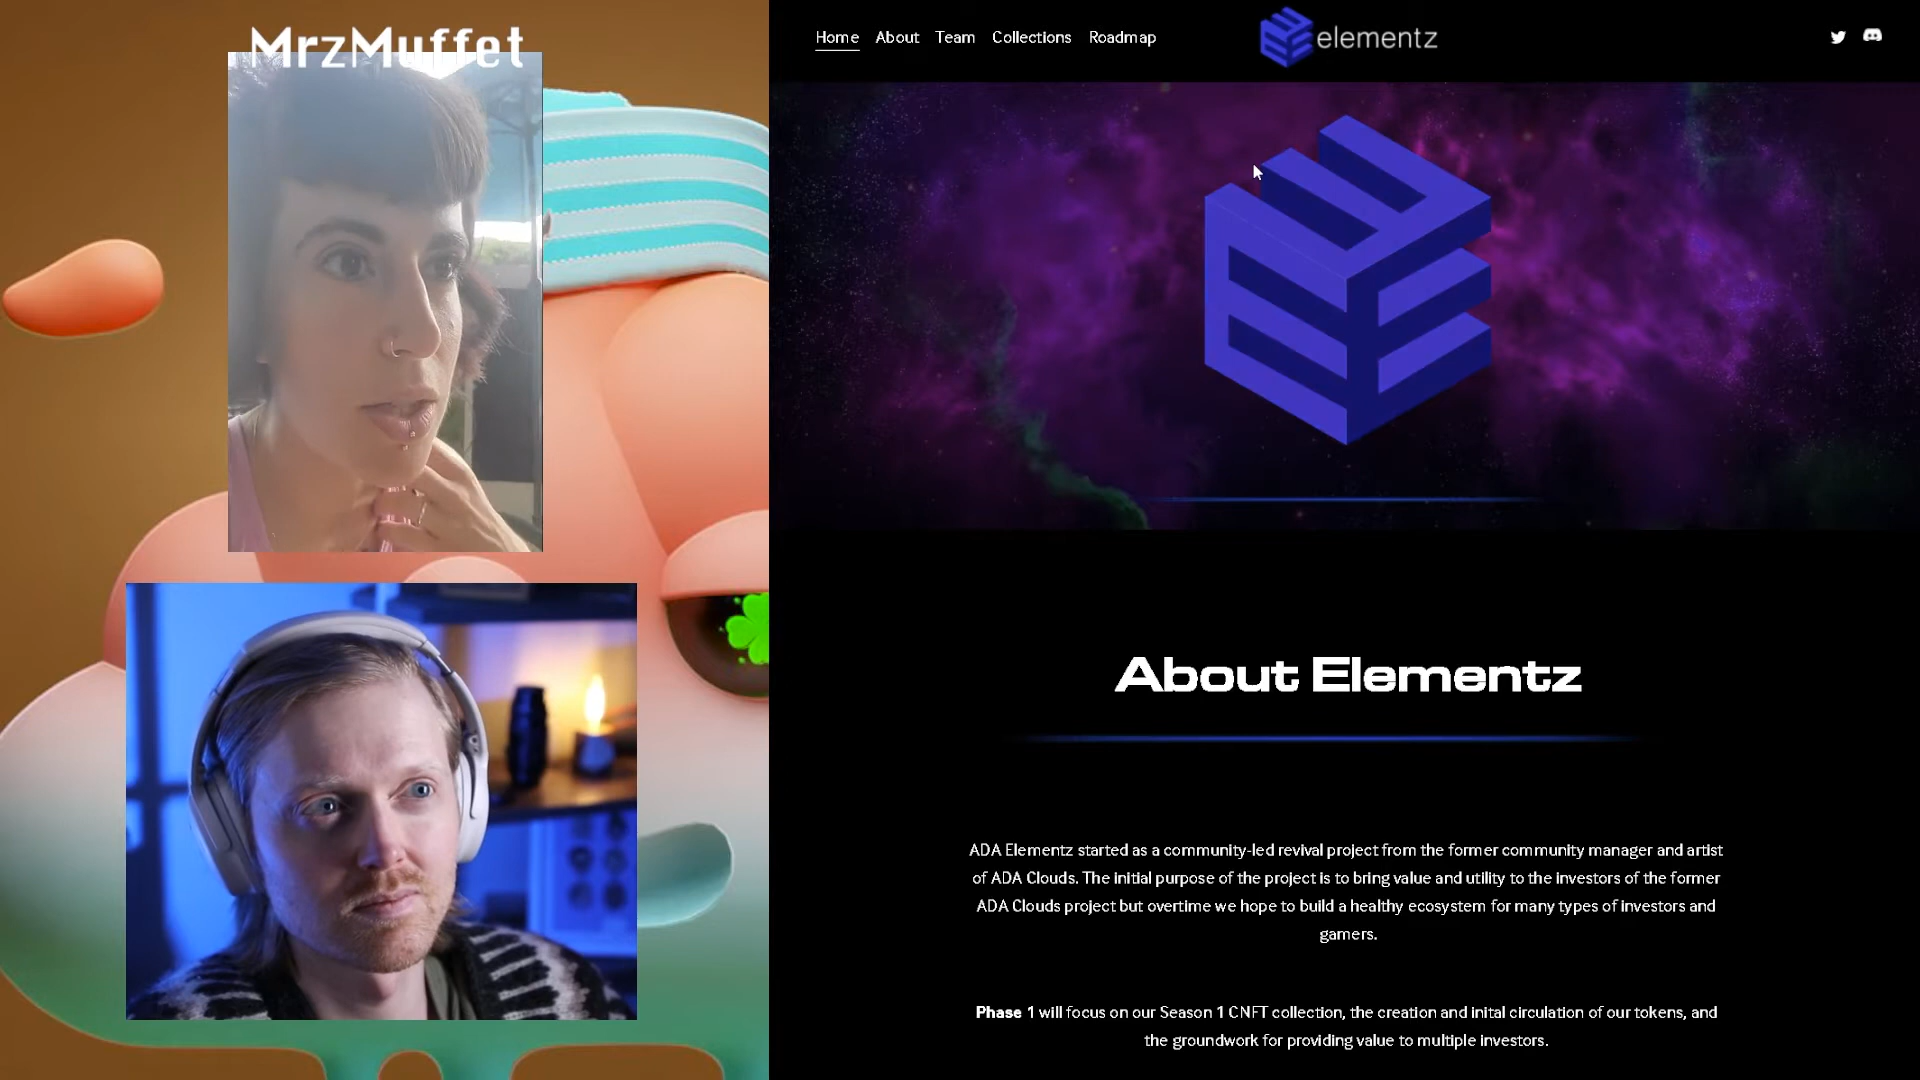 MrzMuffet
Home About Team Collections Roadmap
elementz
About Elementz
ADA Elementz started as a community-led revival project from the former community manager and artist
of ADA Clouds. The initial purpose of the project is to bring value and utility to the investors of the former
ADA Clouds project but overtime we hope to build a healthy ecosystem for many types of investors and
gamers.
Phase 1 will focus on our Season 1 CNFT collection, the creation and inital circulation of our tokens, and
the groundwork for providing value to multiple investors.